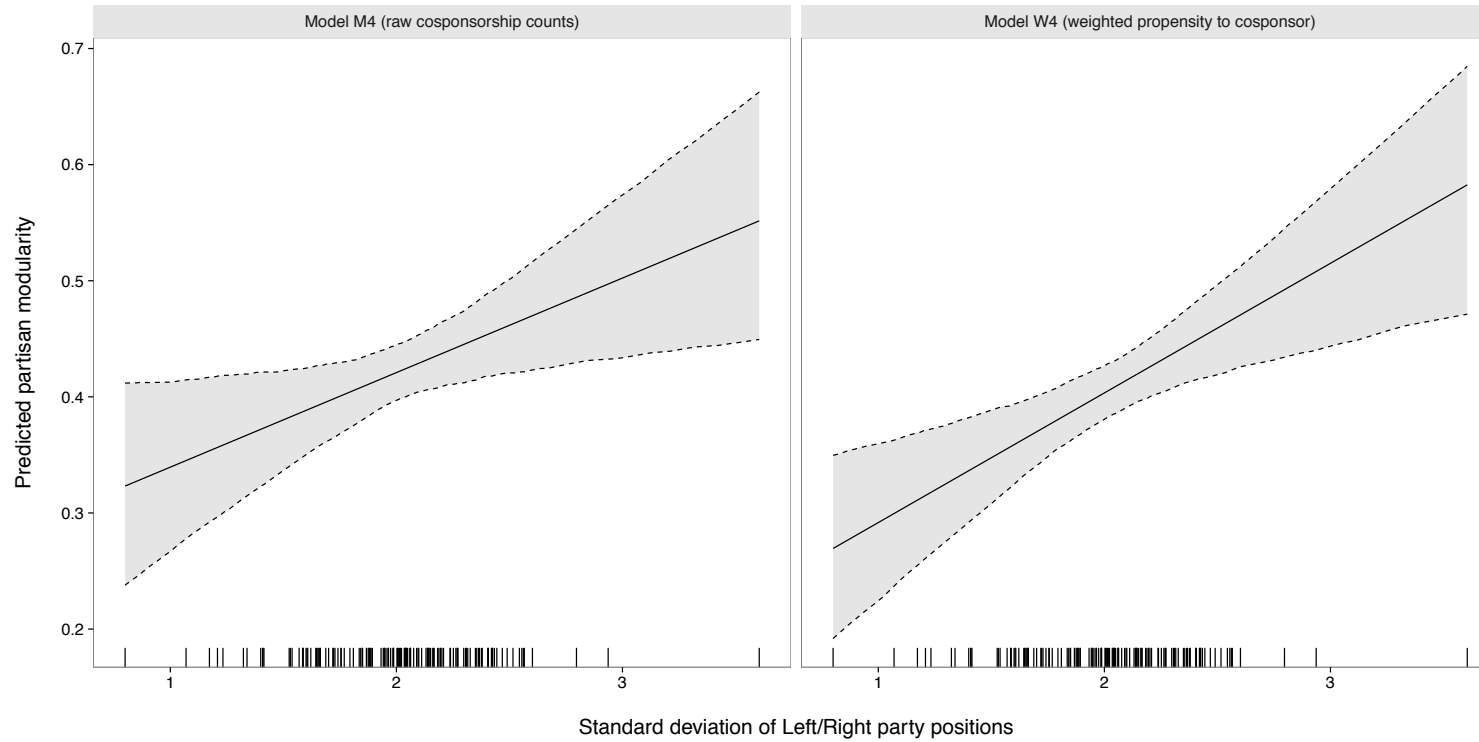 Model M4 (raw cosponsorship counts)
Model W4 (weighted propensity to cosponsor)
Predicted partisan modularity
0.7
0.6
0.5
0.4
0.3
0.2
1 2 3
1 2 3
Standard deviation of Left/Right party positions